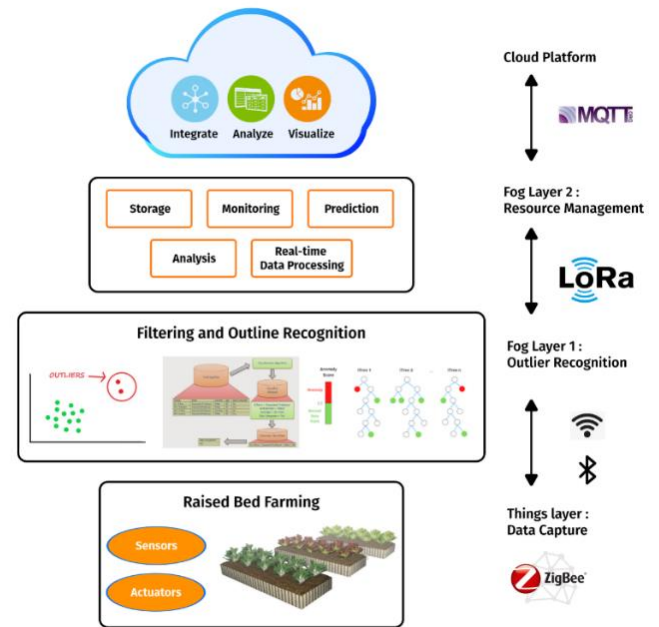 Cloud Platform
MQTT
Integrate
Analyze
Visualize
Fog Layer 2 :
Resource Management
Storage
Monitoring
Prediction
Analysis
Real-time
Data Processing
LoRa
Filtering and Outline Recognition
Fog Layer 1 :
Outlier Recognition
OUTLIERS
Anomaly
Score
Raised Bed Farming
Things layer :
Data Capture
Sensors
Actuators
ZigBee